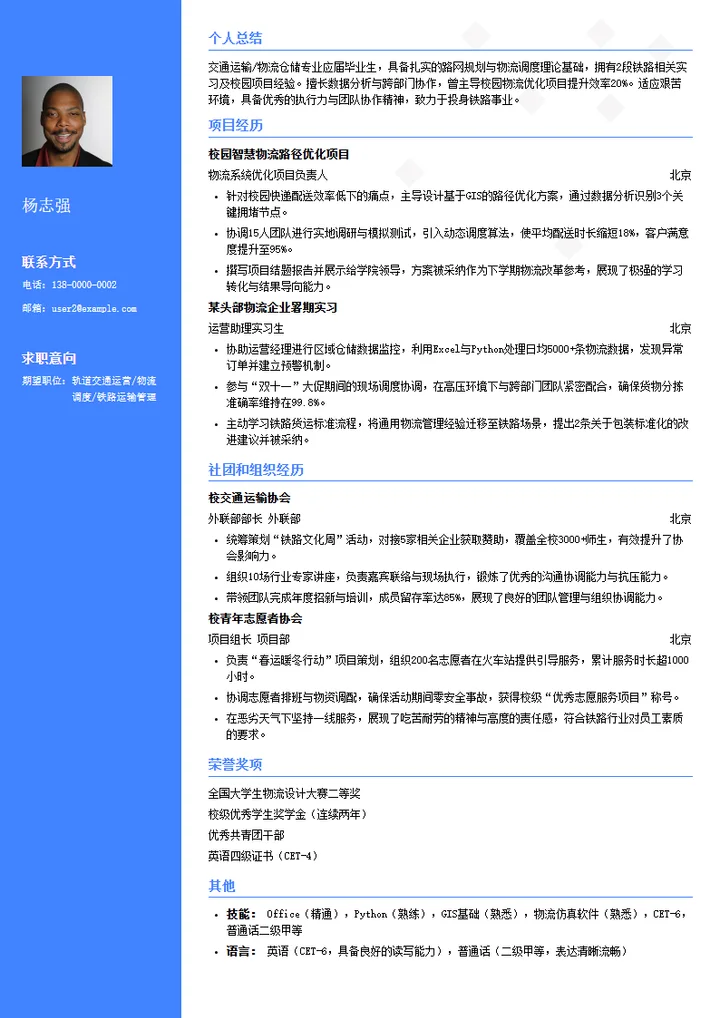 杨志强
联系方式
电话：138-0000-0002
邮箱：user2@example.com
求职意向
期望职位：轨道交通运营/物流
调度/铁路运输管理
个人总结
交通运输/物流仓储专业应届毕业生，具备扎实的路网规划与物流调度理论基础，拥有2段铁路相关实
习及校园项目经验。擅长数据分析与跨部门协作，曾主导校园物流优化项目提升效率20%。适应艰苦
环境，具备优秀的执行力与团队协作精神，致力于投身铁路事业。
项目经历
校园智慧物流路径优化项目
物流系统优化项目负责人 北京
• 针对校园快递配送效率低下的痛点，主导设计基于GIS的路径优化方案，通过数据分析识别3个关
键拥堵节点。
• 协调15人团队进行实地调研与模拟测试，引入动态调度算法，使平均配送时长缩短18%，客户满意
度提升至95%。
• 撰写项目结题报告并展示给学院领导，方案被采纳作为下学期物流改革参考，展现了极强的学习
转化与结果导向能力。
某头部物流企业暑期实习
运营助理实习生 北京
• 协助运营经理进行区域仓储数据监控，利用Excel与Python处理日均5000+条物流数据，发现异常
订单并建立预警机制。
• 参与“双十一”大促期间的现场调度协调，在高压环境下与跨部门团队紧密配合，确保货物分拣
准确率维持在99.8%。
• 主动学习铁路货运标准流程，将通用物流管理经验迁移至铁路场景，提出2条关于包装标准化的改
进建议并被采纳。
社团和组织经历
校交通运输协会
外联部部长 外联部 北京
• 统筹策划“铁路文化周”活动，对接5家相关企业获取赞助，覆盖全校3000+师生，有效提升了协
会影响力。
• 组织10场行业专家讲座，负责嘉宾联络与现场执行，锻炼了优秀的沟通协调能力与抗压能力。
• 带领团队完成年度招新与培训，成员留存率达85%，展现了良好的团队管理与组织协调能力。
校青年志愿者协会
项目组长 项目部 北京
• 负责“春运暖冬行动”项目策划，组织200名志愿者在火车站提供引导服务，累计服务时长超1000
小时。
• 协调志愿者排班与物资调配，确保活动期间零安全事故，获得校级“优秀志愿服务项目”称号。
• 在恶劣天气下坚持一线服务，展现了吃苦耐劳的精神与高度的责任感，符合铁路行业对员工素质
的要求。
荣誉奖项
全国大学生物流设计大赛二等奖
校级优秀学生奖学金（连续两年）
优秀共青团干部
英语四级证书（CET-4）
其他
• 技能： Office（精通），Python（熟练），GIS基础（熟悉），物流仿真软件（熟悉），CET-6，
普通话二级甲等
• 语言： 英语（CET-6，具备良好的读写能力），普通话（二级甲等，表达清晰流畅）